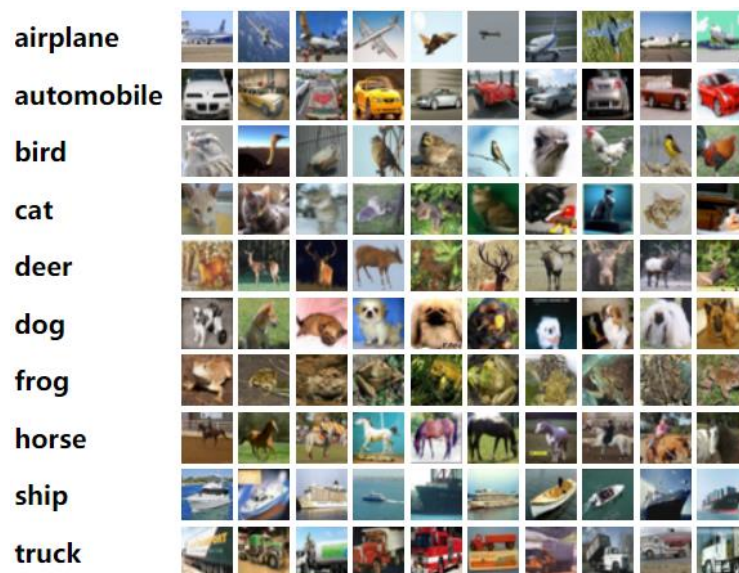 airplane
automobile
bird
cat
deer
dog
frog
horse
ship
truck